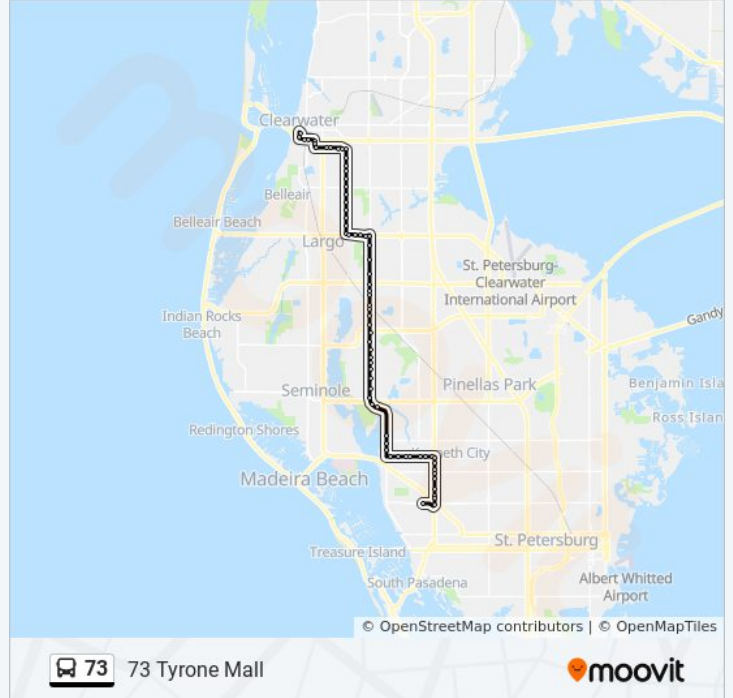 Clearwater
Belleair
Belleair Beach
Largo
St. Petersburg-
Clearwater
International Airport
Indian Rocks
Beach
Gandy
Seminole
Pinellas Park
Benjamin Isla
Ross Islan
Redington Shores
Kenneth City
Madeira Beach
St. Petersburg
Treasure Island
South Pasadena
Albert Whitted
Airport
© OpenStreetMap contributors | © OpenMapTiles
73 73 Tyrone Mall
moovit